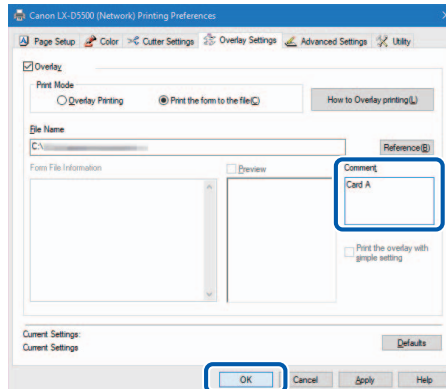 Canon LX-D5500 (Network) Printing Preferences
Page Setup Color Cutter Settings Overlay Settings Advanced Settings Utility
Overlay
Print Mode
Overlay Printing Print the form to the file(C) How to Overlay printing(L)
File Name
C:\ Reference(B)
Form File Information Preview Comment
Card A
Print the overlay with
simple setting
Current Settings:
Current Settings Defaults
OK Cancel Apply Help